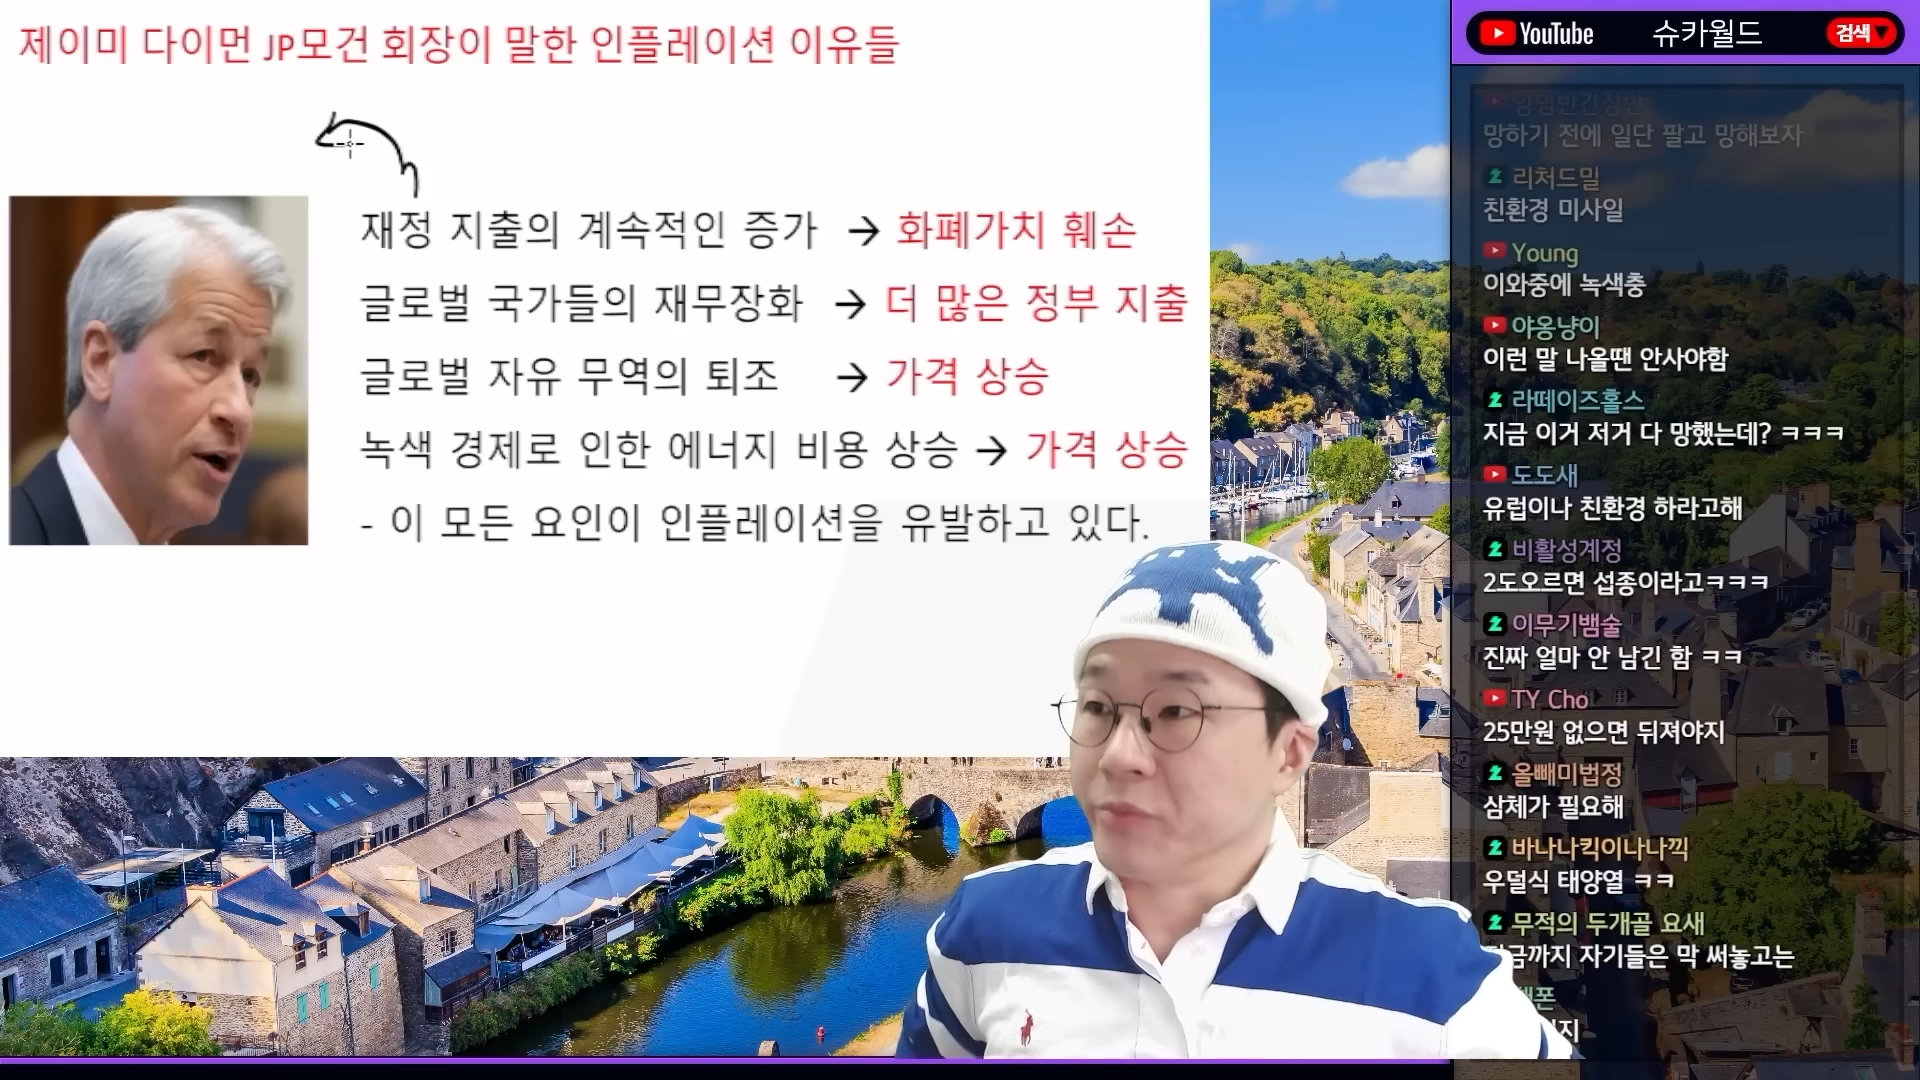 제이미 다이먼 JP모건 회장이 말한 인플레이션 이유들
재정 지출의 계속적인 증가 → 화폐가치 훼손
글로벌 국가들의 재무장화 → 더 많은 정부 지출
글로벌 자유 무역의 퇴조 → 가격 상승
녹색 경제로 인한 에너지 비용 상승 → 가격 상승
- 이 모든 요인이 인플레이션을 유발하고 있다.
YouTube 슈카월드 검색
망하기 전에 일단 팔고 망해보자
리처드밀
친환경 미사일
Young
이와중에 녹색충
야옹냥이
이런 말 나올땐 안사야함
라떼이즈홀스
지금 이거 저거 다 망했는데? ㅋㅋㅋ
도도새
유럽이나 친환경 하라고해
비활성계정
2도오르면 섭종이라고ㅋㅋㅋ
이무기뱀술
진짜 얼마 안 남긴 함 ㅋㅋ
TY Cho
25만원 없으면 뒤져야지
올빼미법정
삼체가 필요해
바나나킥이나나끽
우덜식 태양열 ㅋㅋ
무적의 두개골 요새
자기들은 막 써놓고는